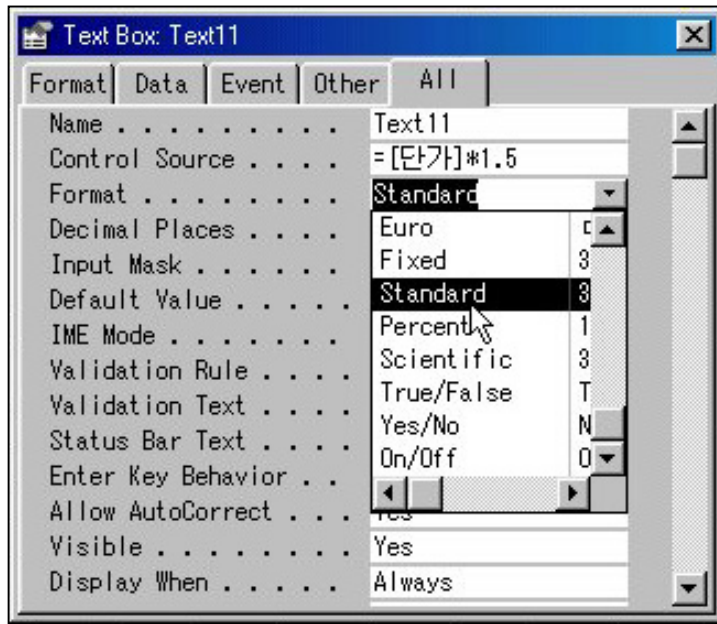 Text Box: Text11
Format Data Event Other All
Name . . . . . . . . . Text11
Control Source . . . . =[단가]*1.5
Format . . . . . . . . Standard
Decimal Places . . . . Euro
Input Mask . . . . . . Fixed 3
Default Value . . . . . Standard 3
IME Mode . . . . . . . Percent 1
Validation Rule . . . . Scientific 3
Validation Text . . . . True/False T
Status Bar Text . . . . Yes/No N
Enter Key Behavior . . On/Off O
Allow AutoCorrect . . . Yes
Visible . . . . . . . . Yes
Display When . . . . . Always